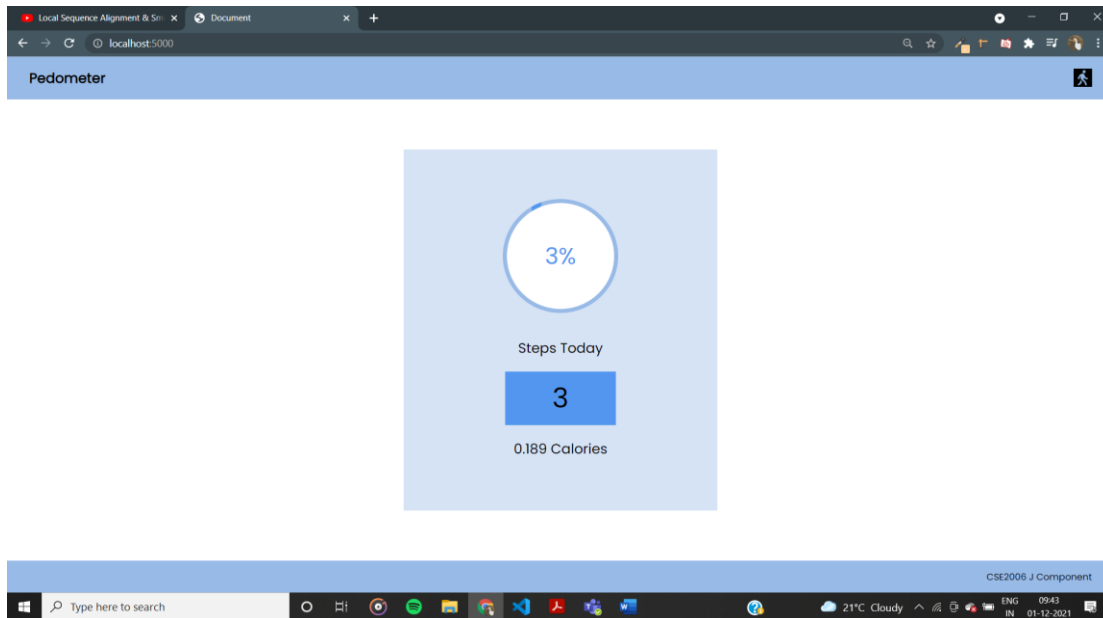 Local Sequence Alignment & Sm
Document
localhost:5000
Pedometer
3%
Steps Today
3
0.189 Calories
CSE2006 J Component
Type here to search
21°C Cloudy
ENG
IN
09:43
01-12-2021